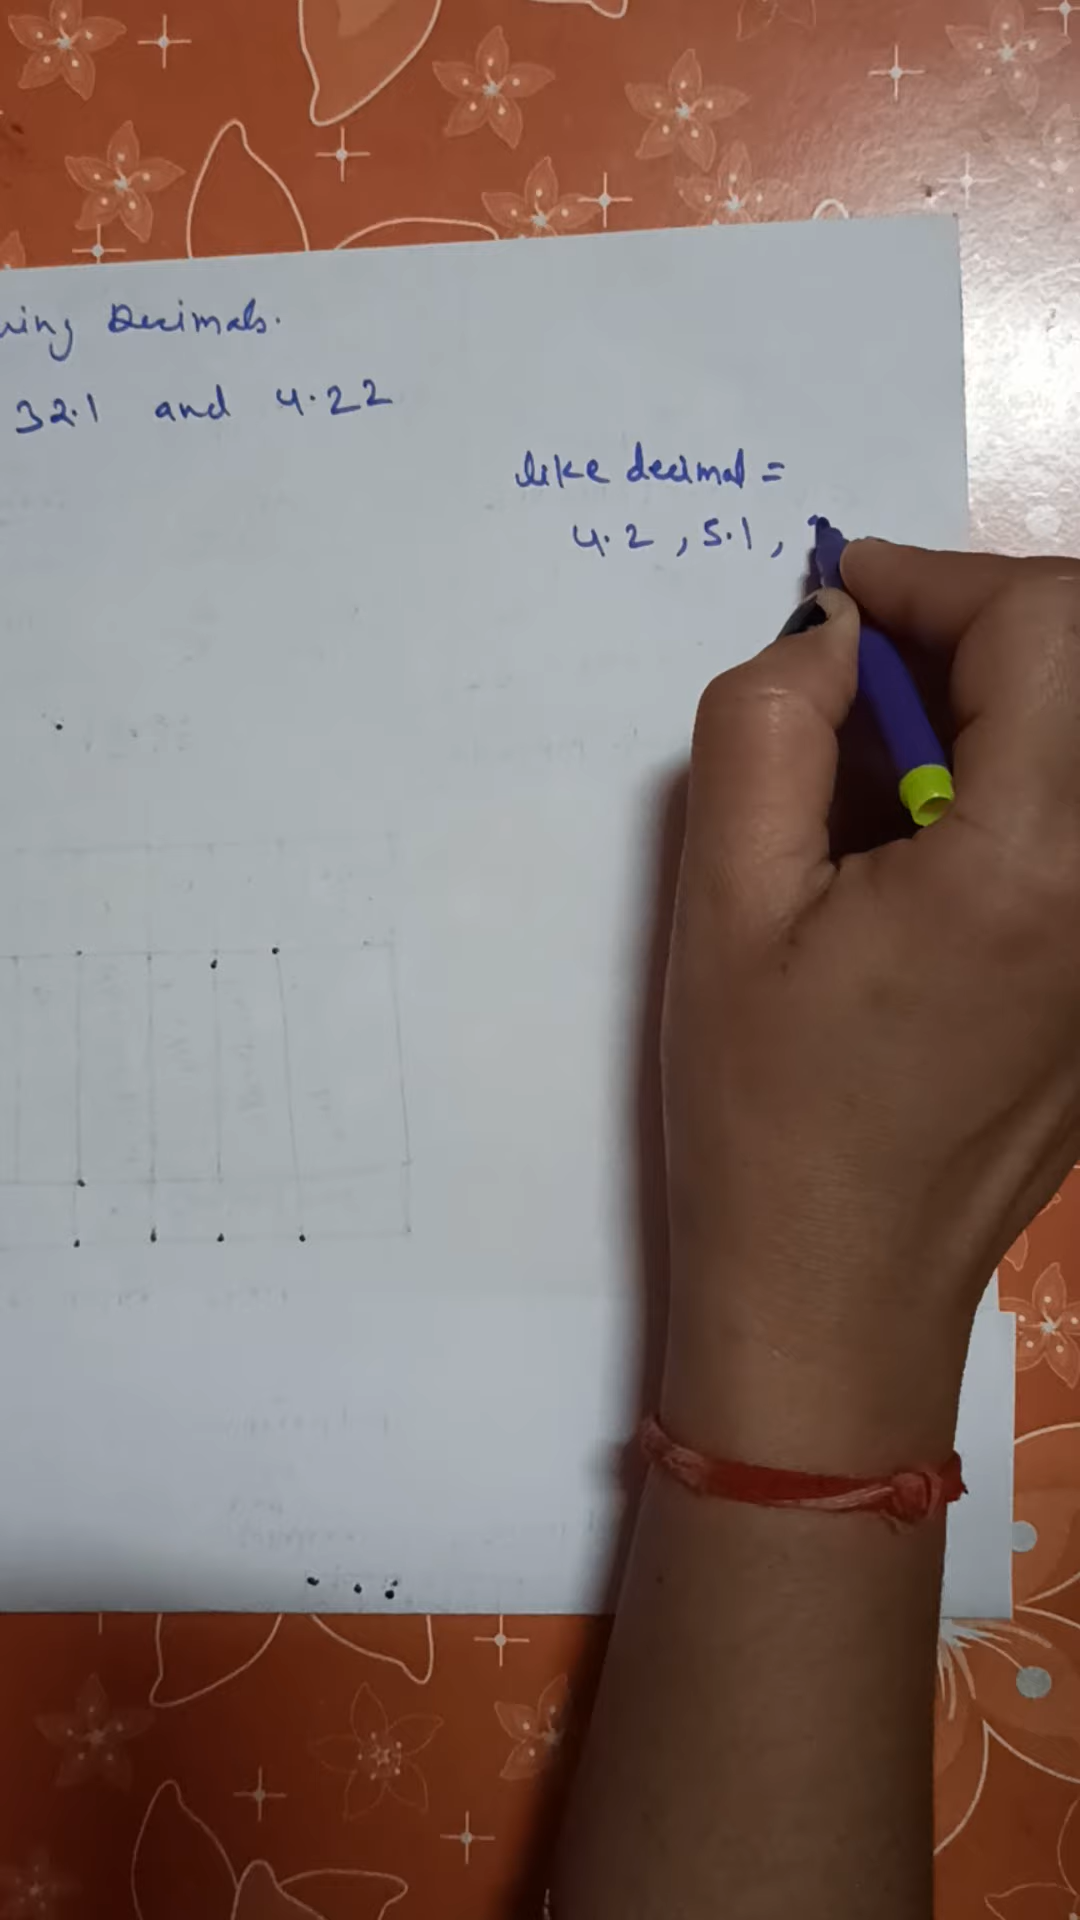 Decimals.
32.1 and 4.22
like decimal =
4.2 , 5.1 ,